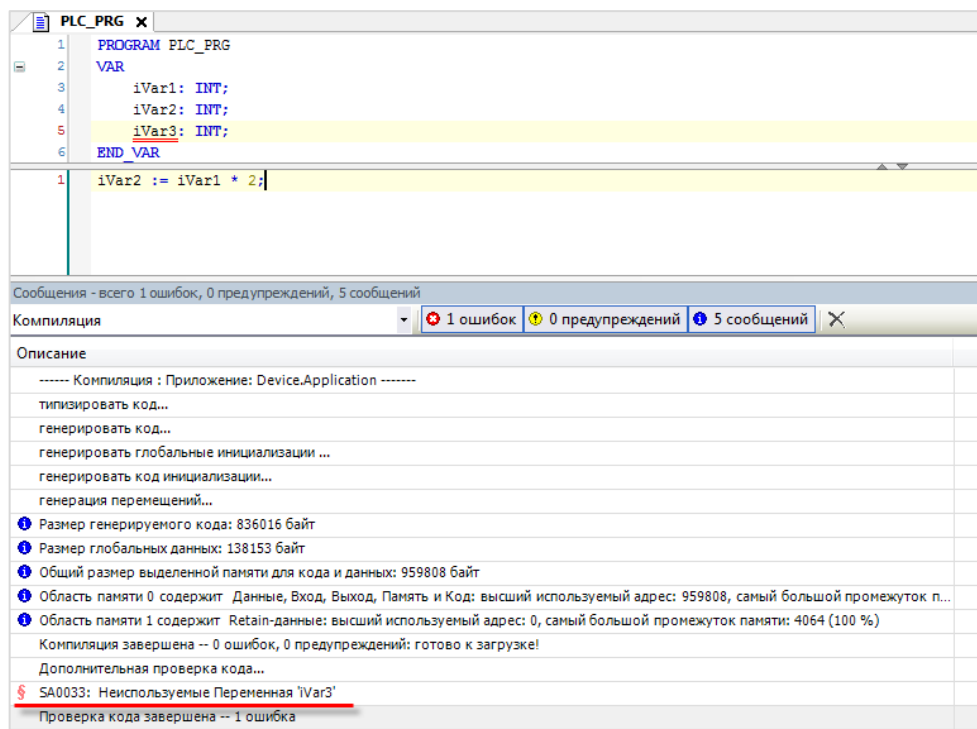 PLC_PRG X
1 PROGRAM PLC_PRG
2 VAR
3 iVar1: INT;
4 iVar2: INT;
5 iVar3: INT;
6 END_VAR
1 iVar2 := iVar1 * 2;
Сообщения - всего 1 ошибок, 0 предупреждений, 5 сообщений
Компиляция 1 ошибок 0 предупреждений 5 сообщений
Описание
------ Компиляция : Приложение: Device.Application -------
типизировать код...
генерировать код...
генерировать глобальные инициализации ...
генерировать код инициализации...
генерация перемещений...
Размер генерируемого кода: 836016 байт
Размер глобальных данных: 138153 байт
Общий размер выделенной памяти для кода и данных: 959808 байт
Область памяти 0 содержит Данные, Вход, Выход, Память и Код: высший используемый адрес: 959808, самый большой промежуток п...
Область памяти 1 содержит Retain-данные: высший используемый адрес: 0, самый большой промежуток памяти: 4064 (100 %)
Компиляция завершена -- 0 ошибок, 0 предупреждений: готово к загрузке!
Дополнительная проверка кода...
§ SA0033: Неиспользуемые Переменная 'iVar3'
Проверка кода завершена -- 1 ошибка